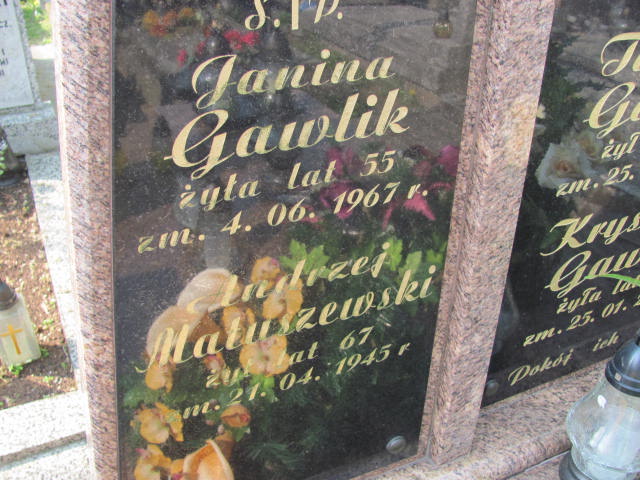 Ś.†P.
Janina
Gawlik
żyła lat 55
zm. 4. 06. 1967 r.
Andrzej
Matuszewski
żył lat 67
zm. 21. 04. 1945 r
żył
zm. 25.
Krys
Gaw
żyła la
zm. 25. 01.
Pokój ich